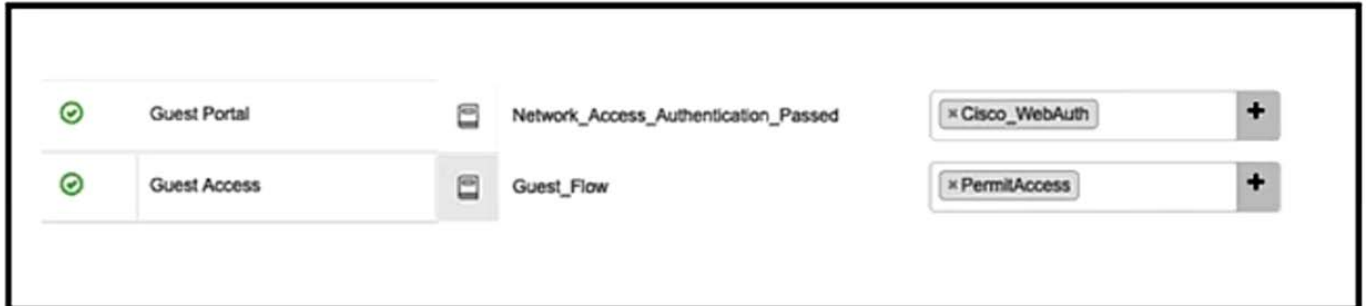 Guest Portal Network_Access_Authentication_Passed × Cisco_WebAuth +
Guest Access Guest_Flow × PermitAccess +